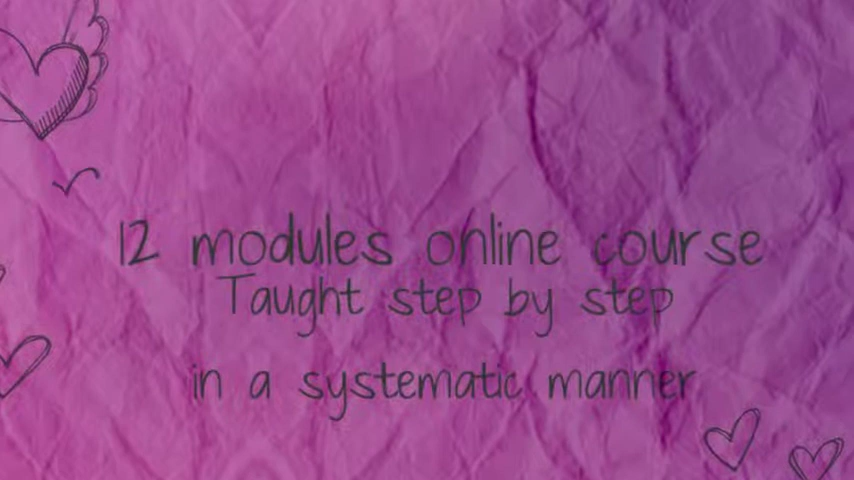 12 modules online course
Taught step by step
in a systematic manner